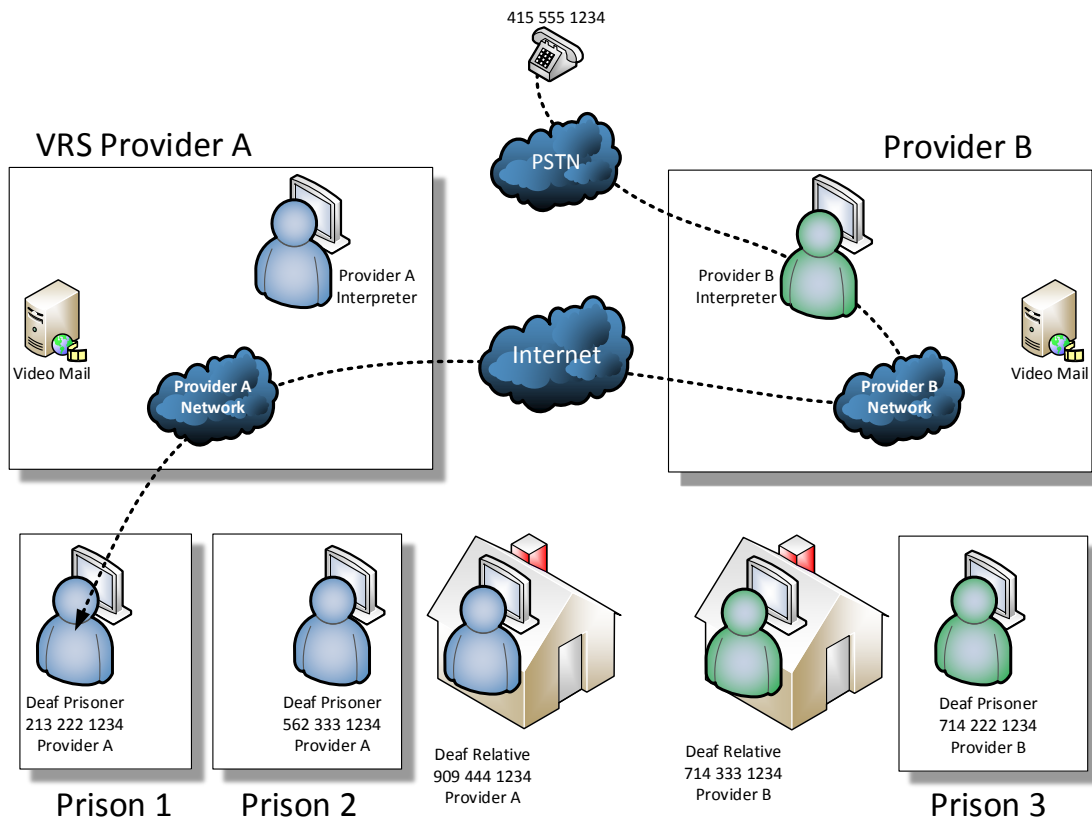 415 555 1234
VRS Provider A
PSTN
Provider B
Provider A
Interpreter
Provider B
Interpreter
Video Mail
Internet
Video Mail
Provider A
Network
Provider B
Network
Deaf Prisoner
213 222 1234
Provider A
Deaf Prisoner
562 333 1234
Provider A
Deaf Relative
909 444 1234
Provider A
Deaf Relative
714 333 1234
Provider B
Deaf Prisoner
714 222 1234
Provider B
Prison 1
Prison 2
Prison 3